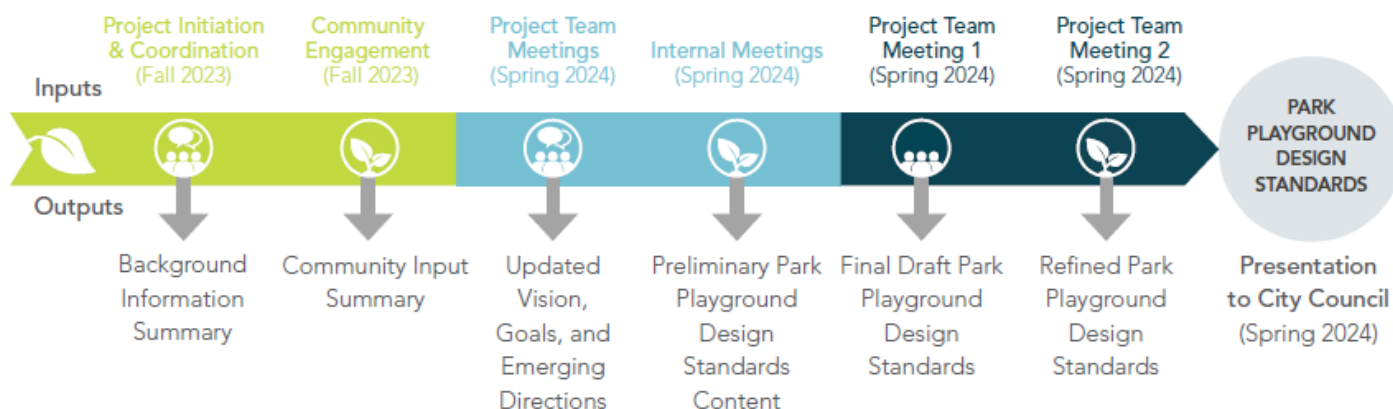 Project Initiation
& Coordination
(Fall 2023)
Community
Engagement
(Fall 2023)
Project Team
Meetings
(Spring 2024)
Internal Meetings
(Spring 2024)
Project Team
Meeting 1
(Spring 2024)
Project Team
Meeting 2
(Spring 2024)
Inputs
Outputs
PARK
PLAYGROUND
DESIGN
STANDARDS
Background
Information
Summary
Community Input
Summary
Updated
Vision,
Goals, and
Emerging
Directions
Preliminary Park
Playground
Design
Standards
Content
Final Draft Park
Playground
Design
Standards
Refined Park
Playground
Design
Standards
Presentation
to City Council
(Spring 2024)